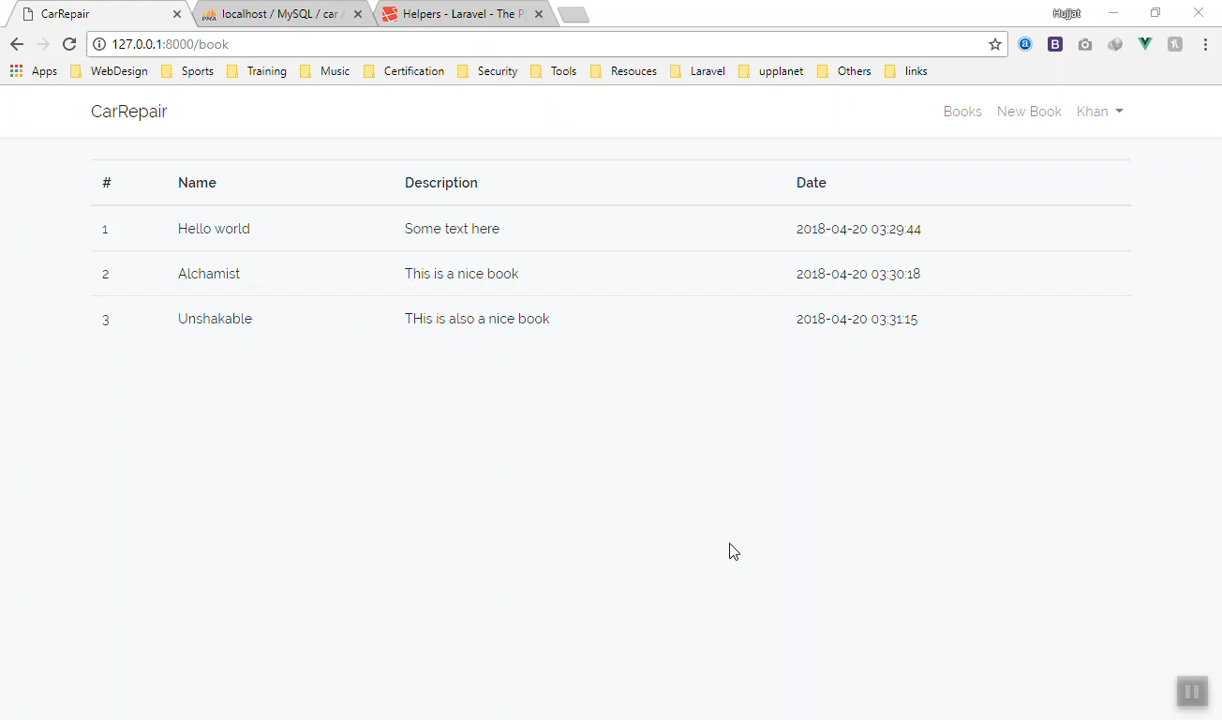 CarRepair
localhost / MySQL / car /
Helpers - Laravel - The P
Hujjat
127.0.0.1:8000/book
Apps WebDesign Sports Training Music Certification Security Tools Resouces Laravel upplanet Others links
CarRepair Books New Book Khan
# Name Description Date
1 Hello world Some text here 2018-04-20 03:29:44
2 Alchamist This is a nice book 2018-04-20 03:30:18
3 Unshakable THis is also a nice book 2018-04-20 03:31:15